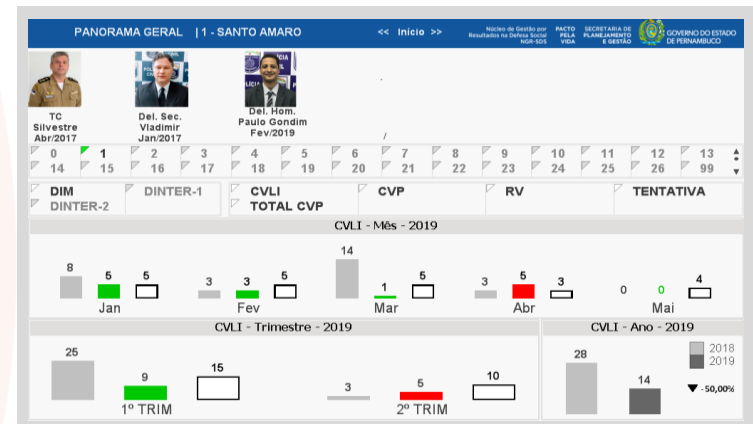 PANORAMA GERAL | 1 - SANTO AMARO << Início >> Núcleo de Gestão por Resultados na Defesa Social NGR-SDS PACTO PELA VIDA SECRETARIA DE PLANEJAMENTO E GESTÃO GOVERNO DO ESTADO DE PERNAMBUCO
TC Silvestre Abr/2017
Del. Sec. Vladimir Jan/2017
Del. Hom. Paulo Gondim Fev/2019
/
0 1 2 3 4 5 6 7 8 9 10 11 12 13
14 15 16 17 18 19 20 21 22 23 24 25 26 99
DIM DINTER-1 CVLI CVP RV TENTATIVA
DINTER-2 TOTAL CVP
CVLI - Mês - 2019
8 5 5 3 3 5 14 1 5 3 5 3 0 0 4
Jan Fev Mar Abr Mai
CVLI - Trimestre - 2019 CVLI - Ano - 2019
25 9 15 3 5 10 28 14
2018
2019
-50,00%
1º TRIM 2º TRIM